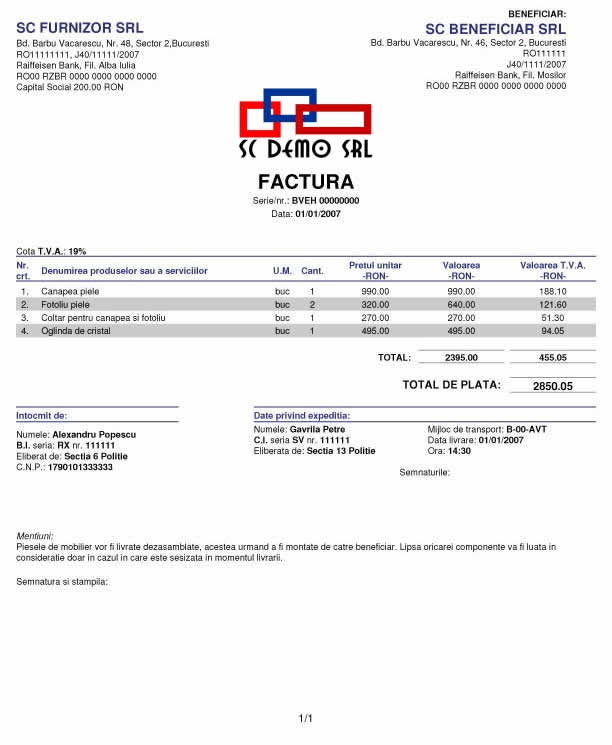 SC FURNIZOR SRL
Bd. Barbu Vacarescu, Nr. 48, Sector 2,Bucuresti
RO11111111, J40/11111/2007
Raiffeisen Bank, Fil. Alba Iulia
RO00 RZBR 0000 0000 0000 0000
Capital Social 200.00 RON
BENEFICIAR:
SC BENEFICIAR SRL
Bd. Barbu Vacarescu, Nr. 46, Sector 2, Bucuresti
RO111111
J40/1111/2007
Raiffeisen Bank, Fil. Mosilor
RO00 RZBR 0000 0000 0000 0000
SC DEMO SRL
FACTURA
Serie/nr.: BVEH 00000000
Data: 01/01/2007
Cota T.V.A.: 19%
Nr. crt. Denumirea produselor sau a serviciilor U.M. Cant. Pretul unitar -RON- Valoarea -RON- Valoarea T.V.A. -RON-
1. Canapea piele buc 1 990.00 990.00 188.10
2. Fotoliu piele buc 2 320.00 640.00 121.60
3. Coltar pentru canapea si fotoliu buc 1 270.00 270.00 51.30
4. Oglinda de cristal buc 1 495.00 495.00 94.05
TOTAL: 2395.00 455.05
TOTAL DE PLATA: 2850.05
Intocmit de:
Numele: Alexandru Popescu
B.I. seria: RX nr. 111111
Eliberat de: Sectia 6 Politie
C.N.P.: 1790101333333
Date privind expeditia:
Numele: Gavrila Petre
C.I. seria SV nr. 111111
Eliberata de: Sectia 13 Politie
Mijloc de transport: B-00-AVT
Data livrare: 01/01/2007
Ora: 14:30
Semnaturile:
Mentiuni:
Piesele de mobilier vor fi livrate dezasamblate, acestea urmand a fi montate de catre beneficiar. Lipsa oricarei componente va fi luata in
consideratie doar in cazul in care este sesizata in momentul livrarii.
Semnatura si stampila:
1/1